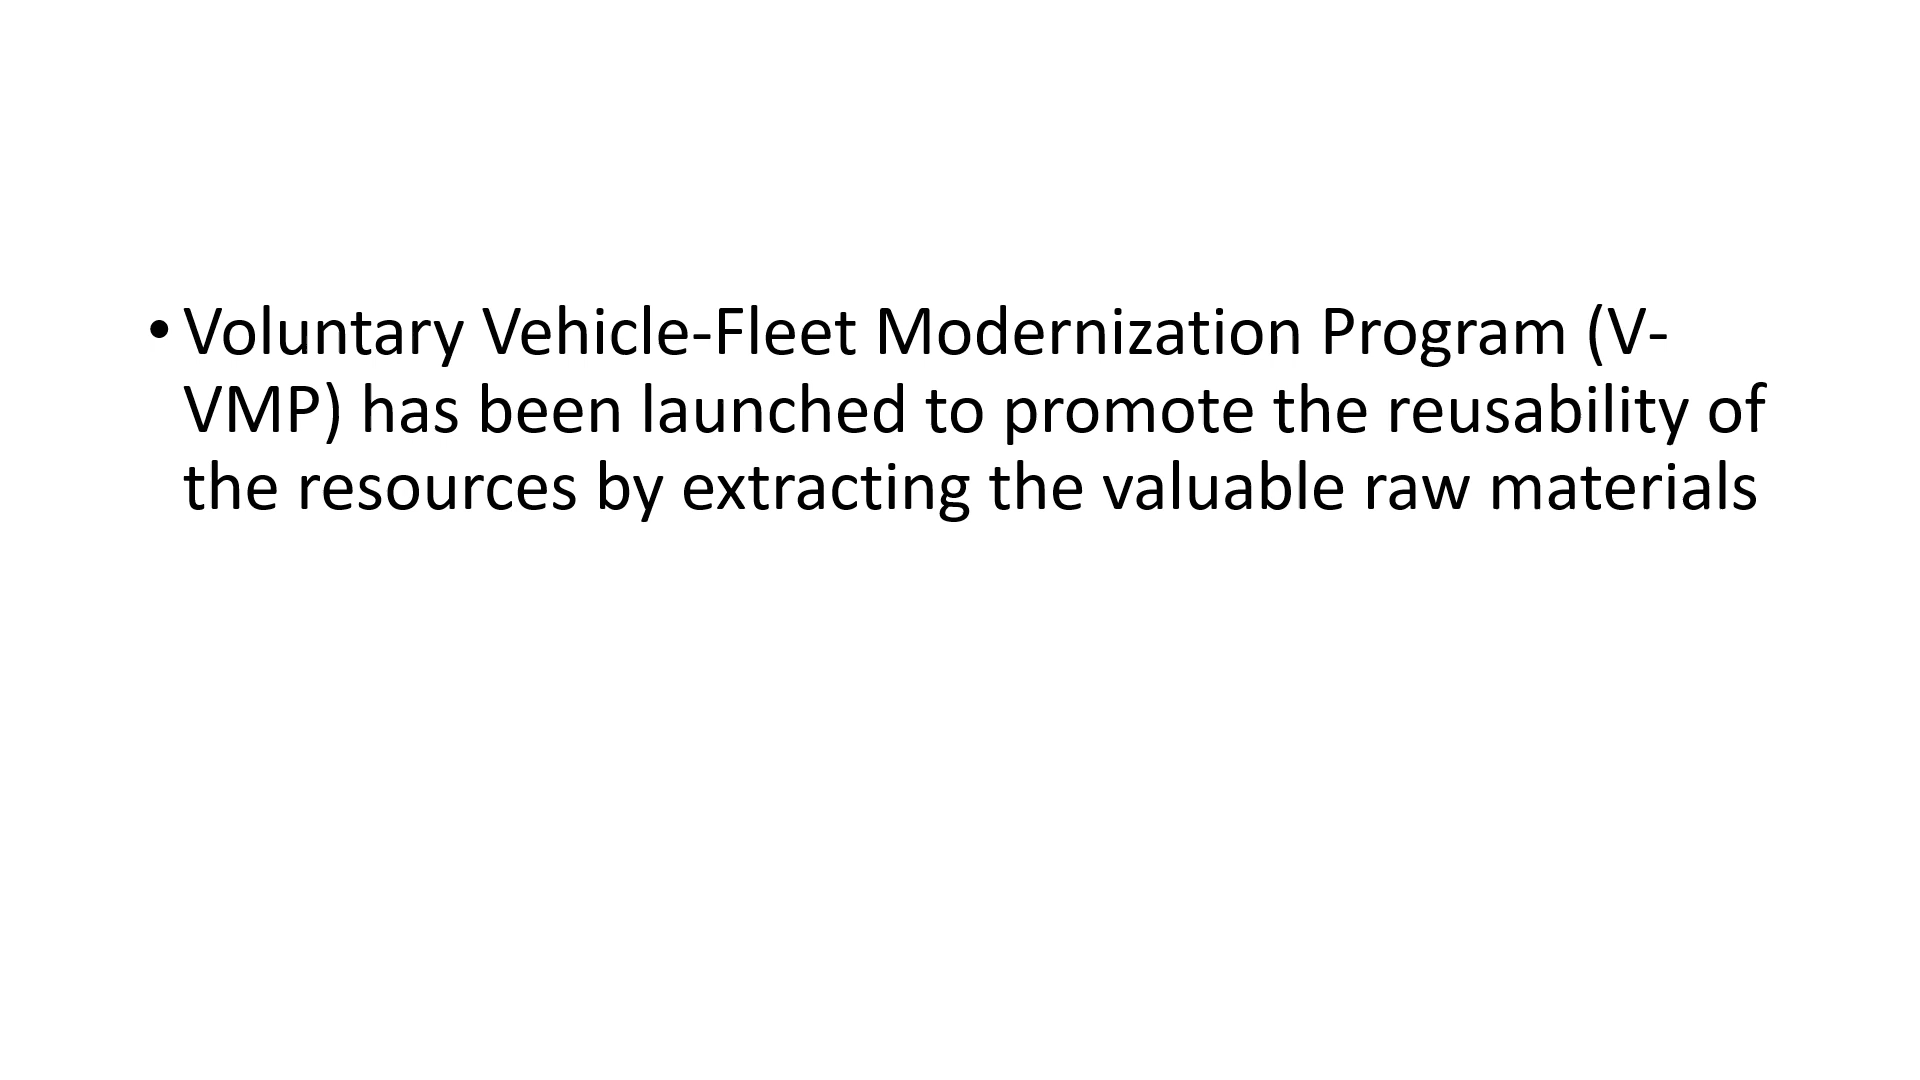 • Voluntary Vehicle-Fleet Modernization Program (V-
VMP) has been launched to promote the reusability of
the resources by extracting the valuable raw materials